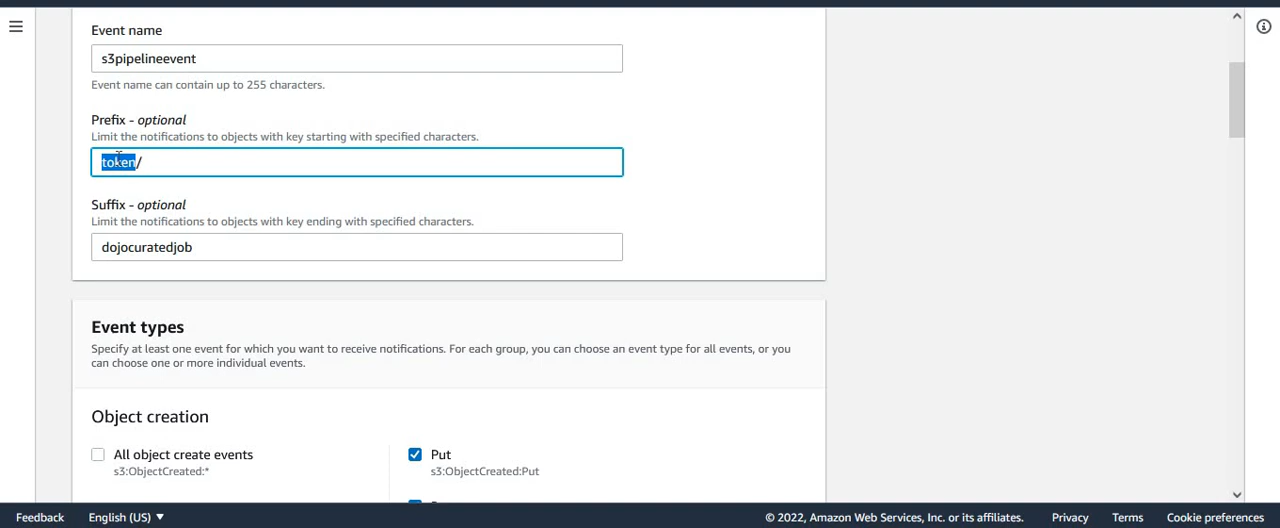 Event name
s3pipelineevent
Event name can contain up to 255 characters.
Prefix - optional
Limit the notifications to objects with key starting with specified characters.
token/
Suffix - optional
Limit the notifications to objects with key ending with specified characters.
dojocuratedjob
Event types
Specify at least one event for which you want to receive notifications. For each group, you can choose an event type for all events, or you
can choose one or more individual events.
Object creation
All object create events
s3:ObjectCreated:*
Put
s3:ObjectCreated:Put
Feedback English (US) © 2022, Amazon Web Services, Inc. or its affiliates. Privacy Terms Cookie preferences